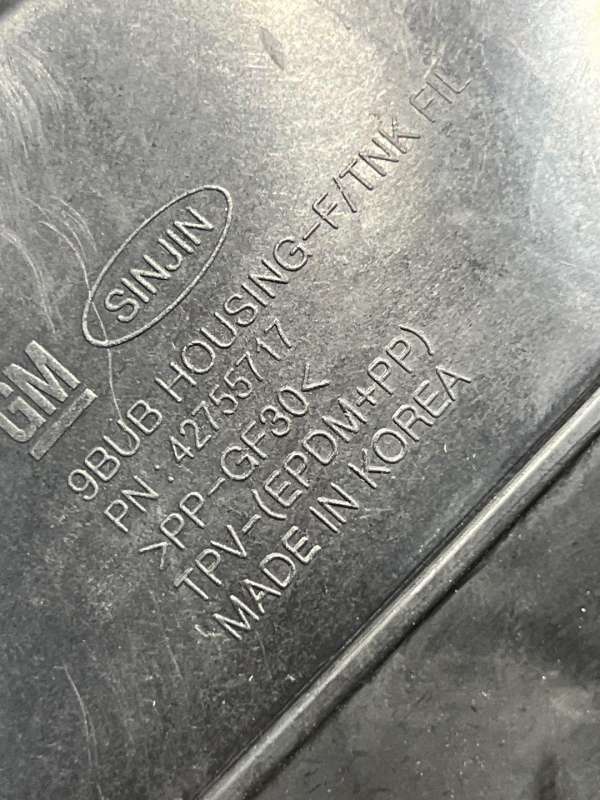 GM
SINJIN
9BUB HOUSING-F/TNK FIL
PN : 42755717
>PP-GF30<
TPV-(EPDM+PP)
MADE IN KOREA